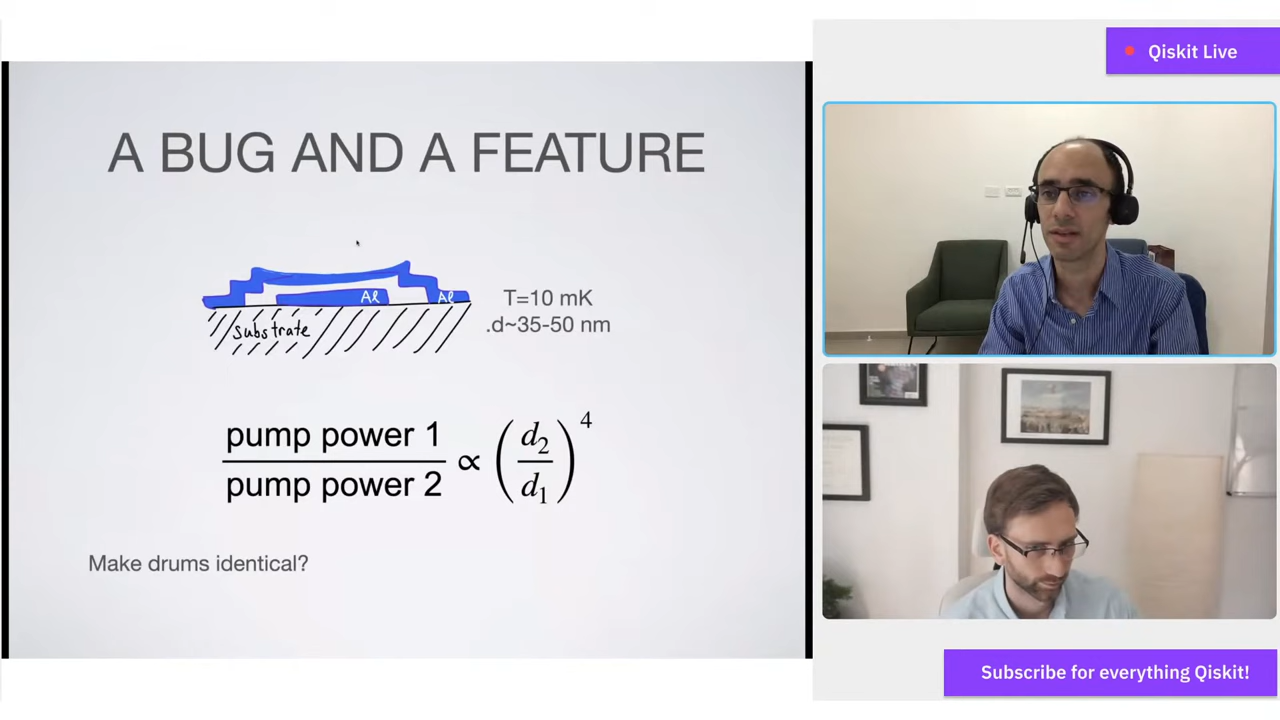 Qiskit Live
A BUG AND A FEATURE
Al
Al
substrate
T=10 mK
.d~35-50 nm
pump power 1
pump power 2
∝ (d₂/d₁)⁴
Make drums identical?
Subscribe for everything Qiskit!